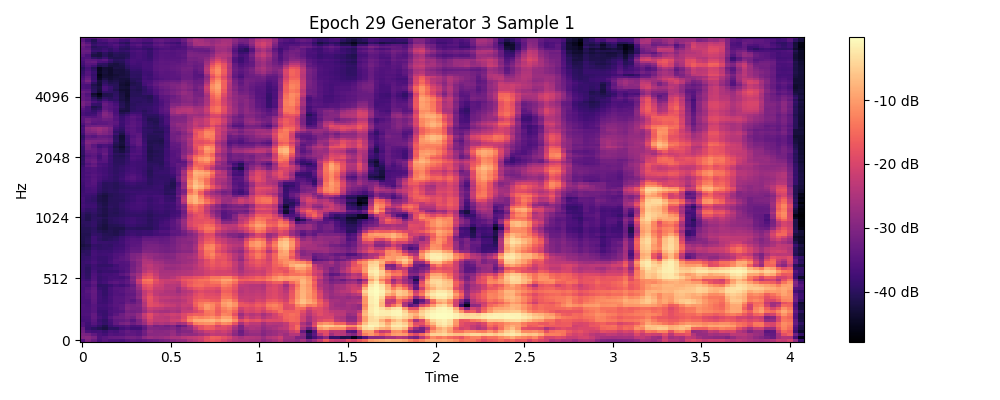 Epoch 29 Generator 3 Sample 1
Hz
4096
2048
1024
512
0
0 0.5 1 1.5 2 2.5 3 3.5 4
Time
-10 dB
-20 dB
-30 dB
-40 dB